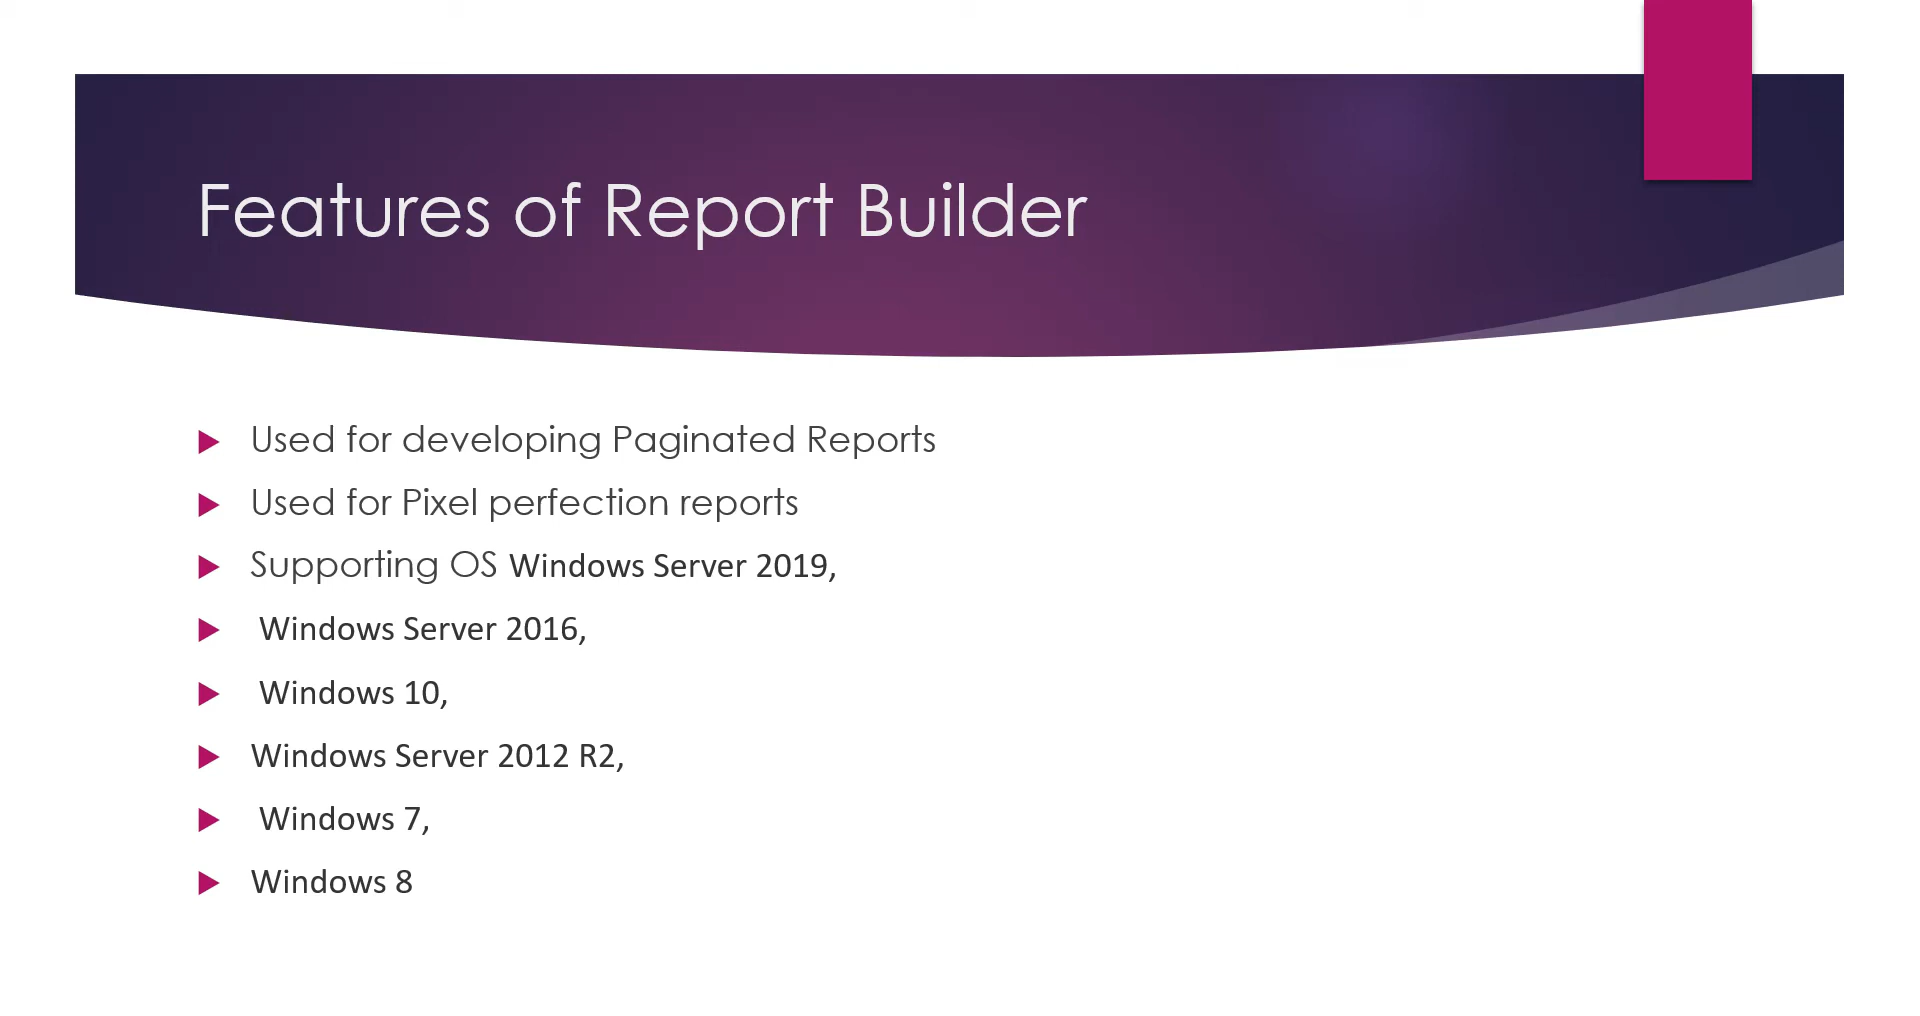 Features of Report Builder
Used for developing Paginated Reports
Used for Pixel perfection reports
Supporting OS Windows Server 2019,
Windows Server 2016,
Windows 10,
Windows Server 2012 R2,
Windows 7,
Windows 8